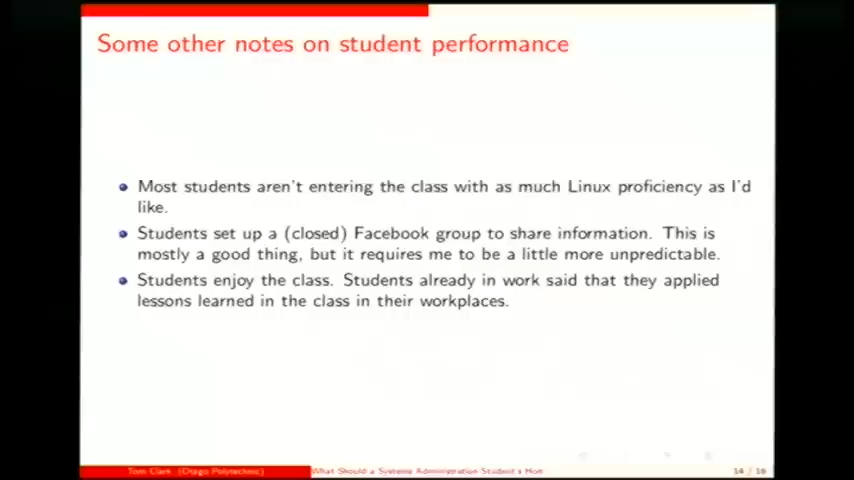 Some other notes on student performance
Most students aren't entering the class with as much Linux proficiency as I'd
like.
Students set up a (closed) Facebook group to share information. This is
mostly a good thing, but it requires me to be a little more unpredictable.
Students enjoy the class. Students already in work said that they applied
lessons learned in the class in their workplaces.
Tom Clark (Otago Polytechnic)
What Should a Systems Administration Student's Hom
14 / 16